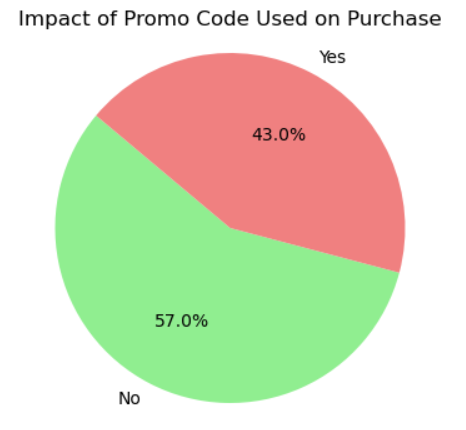 Impact of Promo Code Used on Purchase
Yes
43.0%
57.0%
No